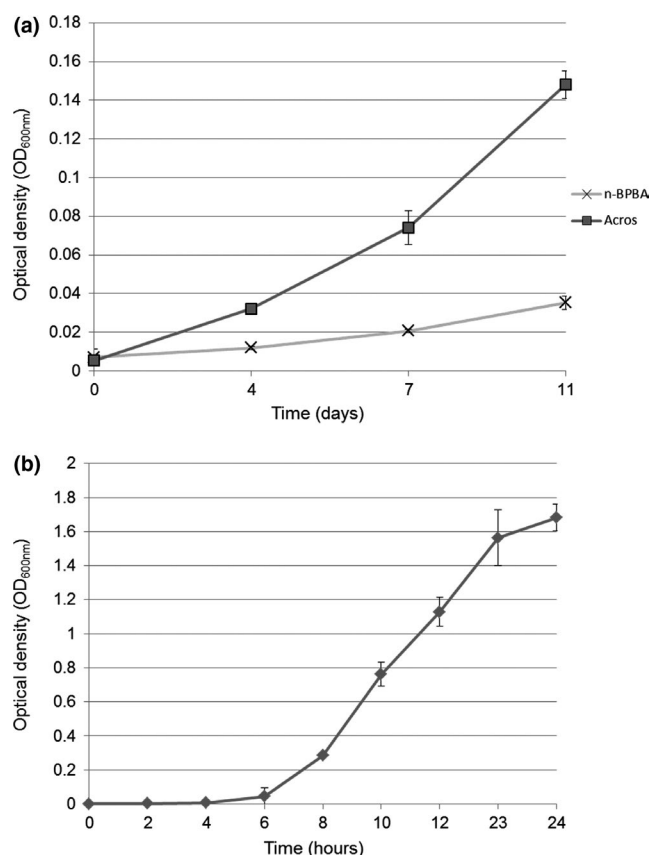 (a)
0.18
0.16
0.14
0.12
0.1
0.08
0.06
0.04
0.02
0
Optical density (OD600nm)
0 4 7 11
Time (days)
n-BPBA
Acros
(b)
2
1.8
1.6
1.4
1.2
1
0.8
0.6
0.4
0.2
0
Optical density (OD600nm)
0 2 4 6 8 10 12 23 24
Time (hours)